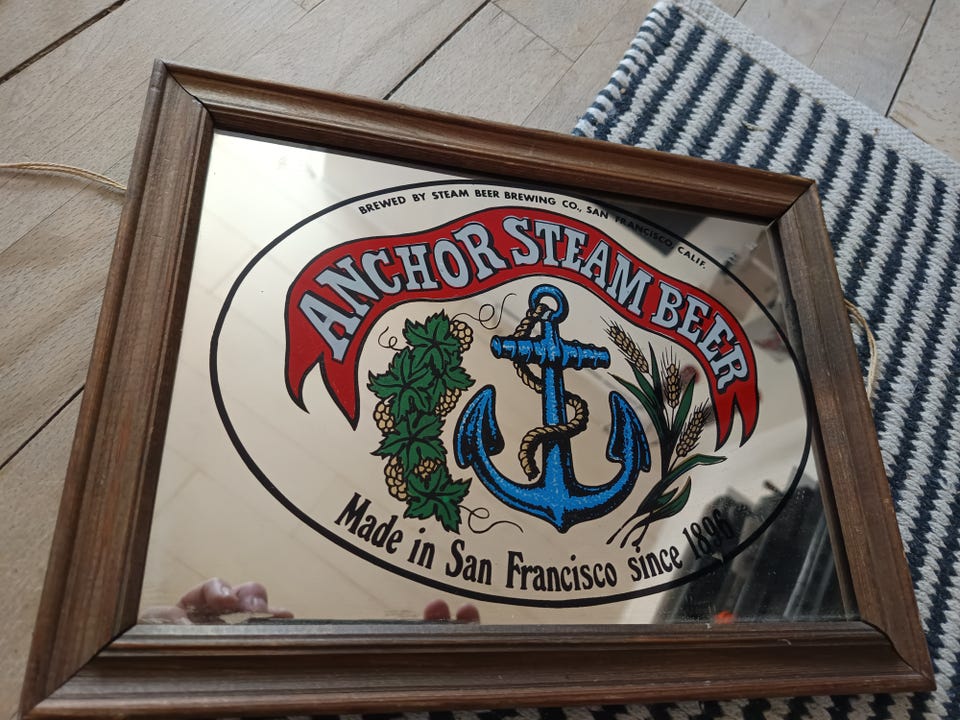 BREWED BY STEAM BEER BREWING CO., SAN FRANCISCO CALIF.
ANCHOR STEAM BEER
Made in San Francisco since 1896